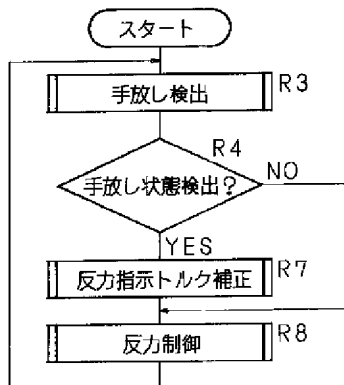 スタート
手放し検出 R3
R4
手放し状態検出? NO
YES
反力指示トルク補正 R7
反力制御 R8